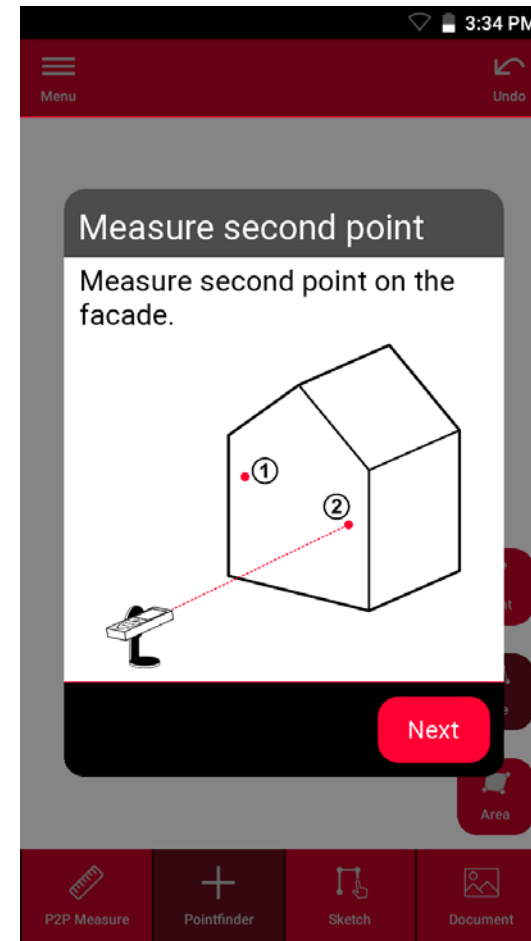 3:34 PM
Menu
Undo
Measure second point
Measure second point on the
facade.
①
②
Next
Area
P2P Measure
Pointfinder
Sketch
Document